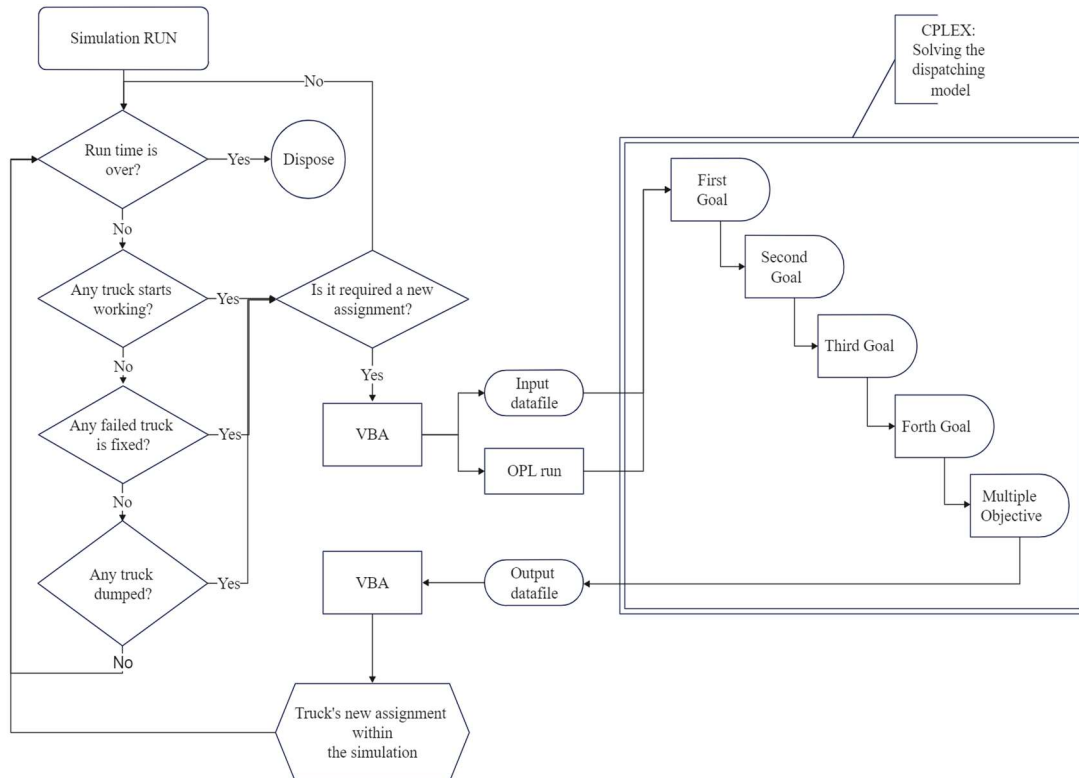 Simulation RUN
No
CPLEX:
Solving the
dispatching
model
Run time is
over?
Yes
Dispose
No
First
Goal
Any truck starts
working?
Yes
Is it required a new
assignment?
Second
Goal
No
Yes
Third Goal
Any failed truck
is fixed?
Yes
VBA
Input
datafile
OPL run
Forth Goal
No
Multiple
Objective
Any truck
dumped?
Yes
VBA
Output
datafile
No
Truck's new assignment
within
the simulation